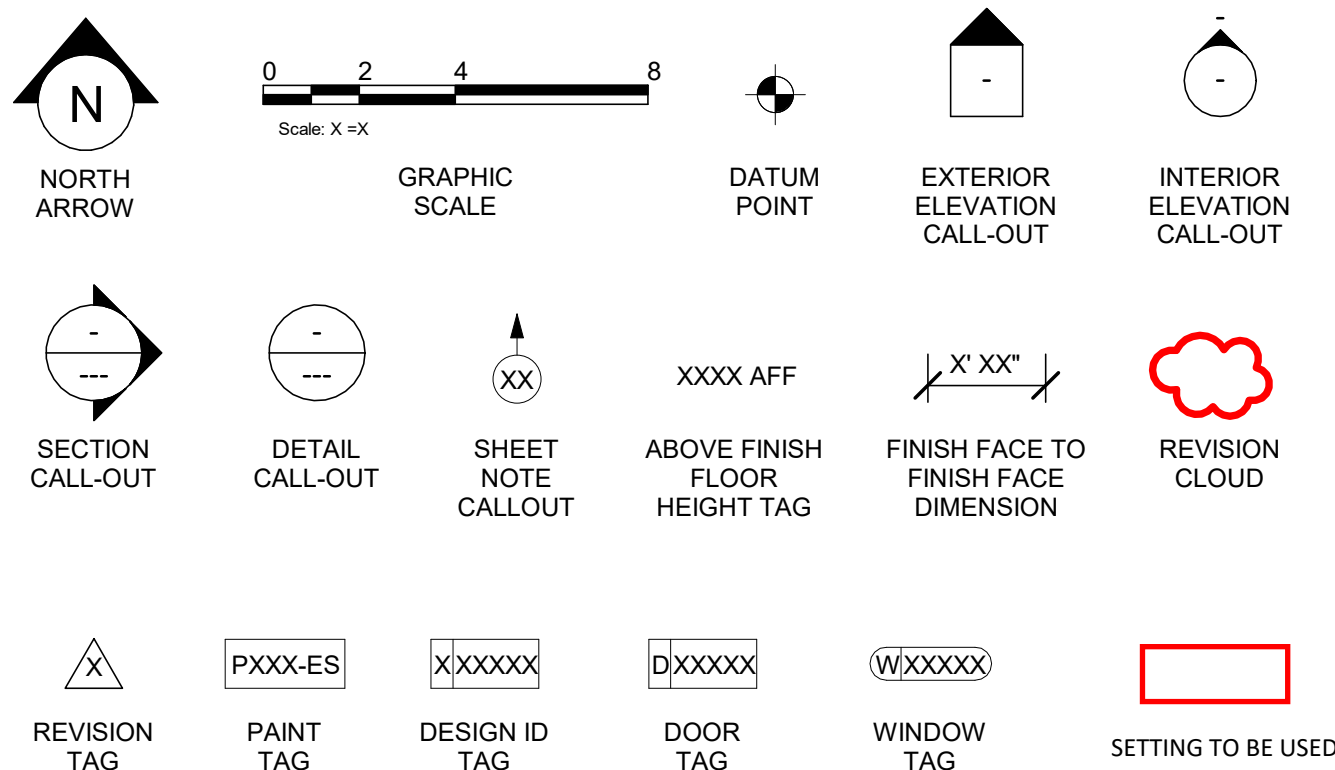 N
0 2 4 8
Scale: X =X
-
-
-
NORTH
ARROW
GRAPHIC
SCALE
DATUM
POINT
EXTERIOR
ELEVATION
CALL-OUT
INTERIOR
ELEVATION
CALL-OUT
-
---
-
---
XX
XXXX AFF
X' XX"
SECTION
CALL-OUT
DETAIL
CALL-OUT
SHEET
NOTE
CALLOUT
ABOVE FINISH
FLOOR
HEIGHT TAG
FINISH FACE TO
FINISH FACE
DIMENSION
REVISION
CLOUD
X
PXXX-ES
X XXXXX
D XXXXX
W XXXXX
REVISION
TAG
PAINT
TAG
DESIGN ID
TAG
DOOR
TAG
WINDOW
TAG
SETTING TO BE USED